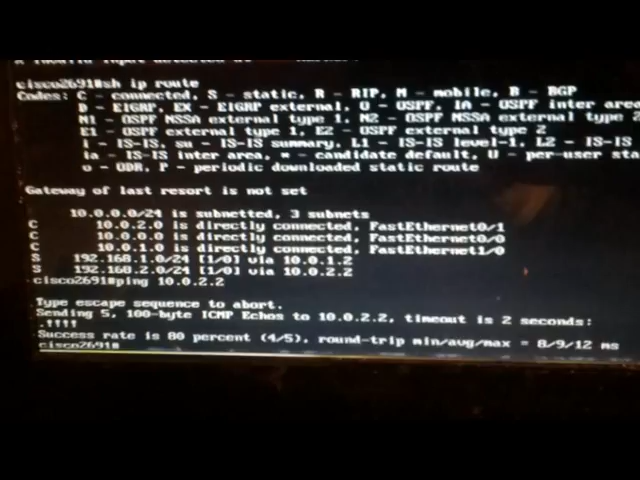 cisco2691#sh ip route
Codes: C - connected, S - static, R - RIP, M - mobile, B - BGP
D - EIGRP, EX - EIGRP external, O - OSPF, IA - OSPF inter area
N1 - OSPF NSSA external type 1, N2 - OSPF NSSA external type 2
E1 - OSPF external type 1, E2 - OSPF external type 2
i - IS-IS, su - IS-IS summary, L1 - IS-IS level-1, L2 - IS-IS
ia - IS-IS inter area, * - candidate default, U - per-user sta
o - ODR, P - periodic downloaded static route
Gateway of last resort is not set
10.0.0.0/24 is subnetted, 3 subnets
C 10.0.2.0 is directly connected, FastEthernet0/1
C 10.0.0.0 is directly connected, FastEthernet0/0
C 10.0.1.0 is directly connected, FastEthernet1/0
S 192.168.1.0/24 [1/0] via 10.0.1.2
S 192.168.2.0/24 [1/0] via 10.0.2.2
cisco2691#ping 10.0.2.2
Type escape sequence to abort.
Sending 5, 100-byte ICMP Echos to 10.0.2.2, timeout is 2 seconds:
.!!!!
Success rate is 80 percent (4/5), round-trip min/avg/max = 8/9/12 ms
cisco2691#